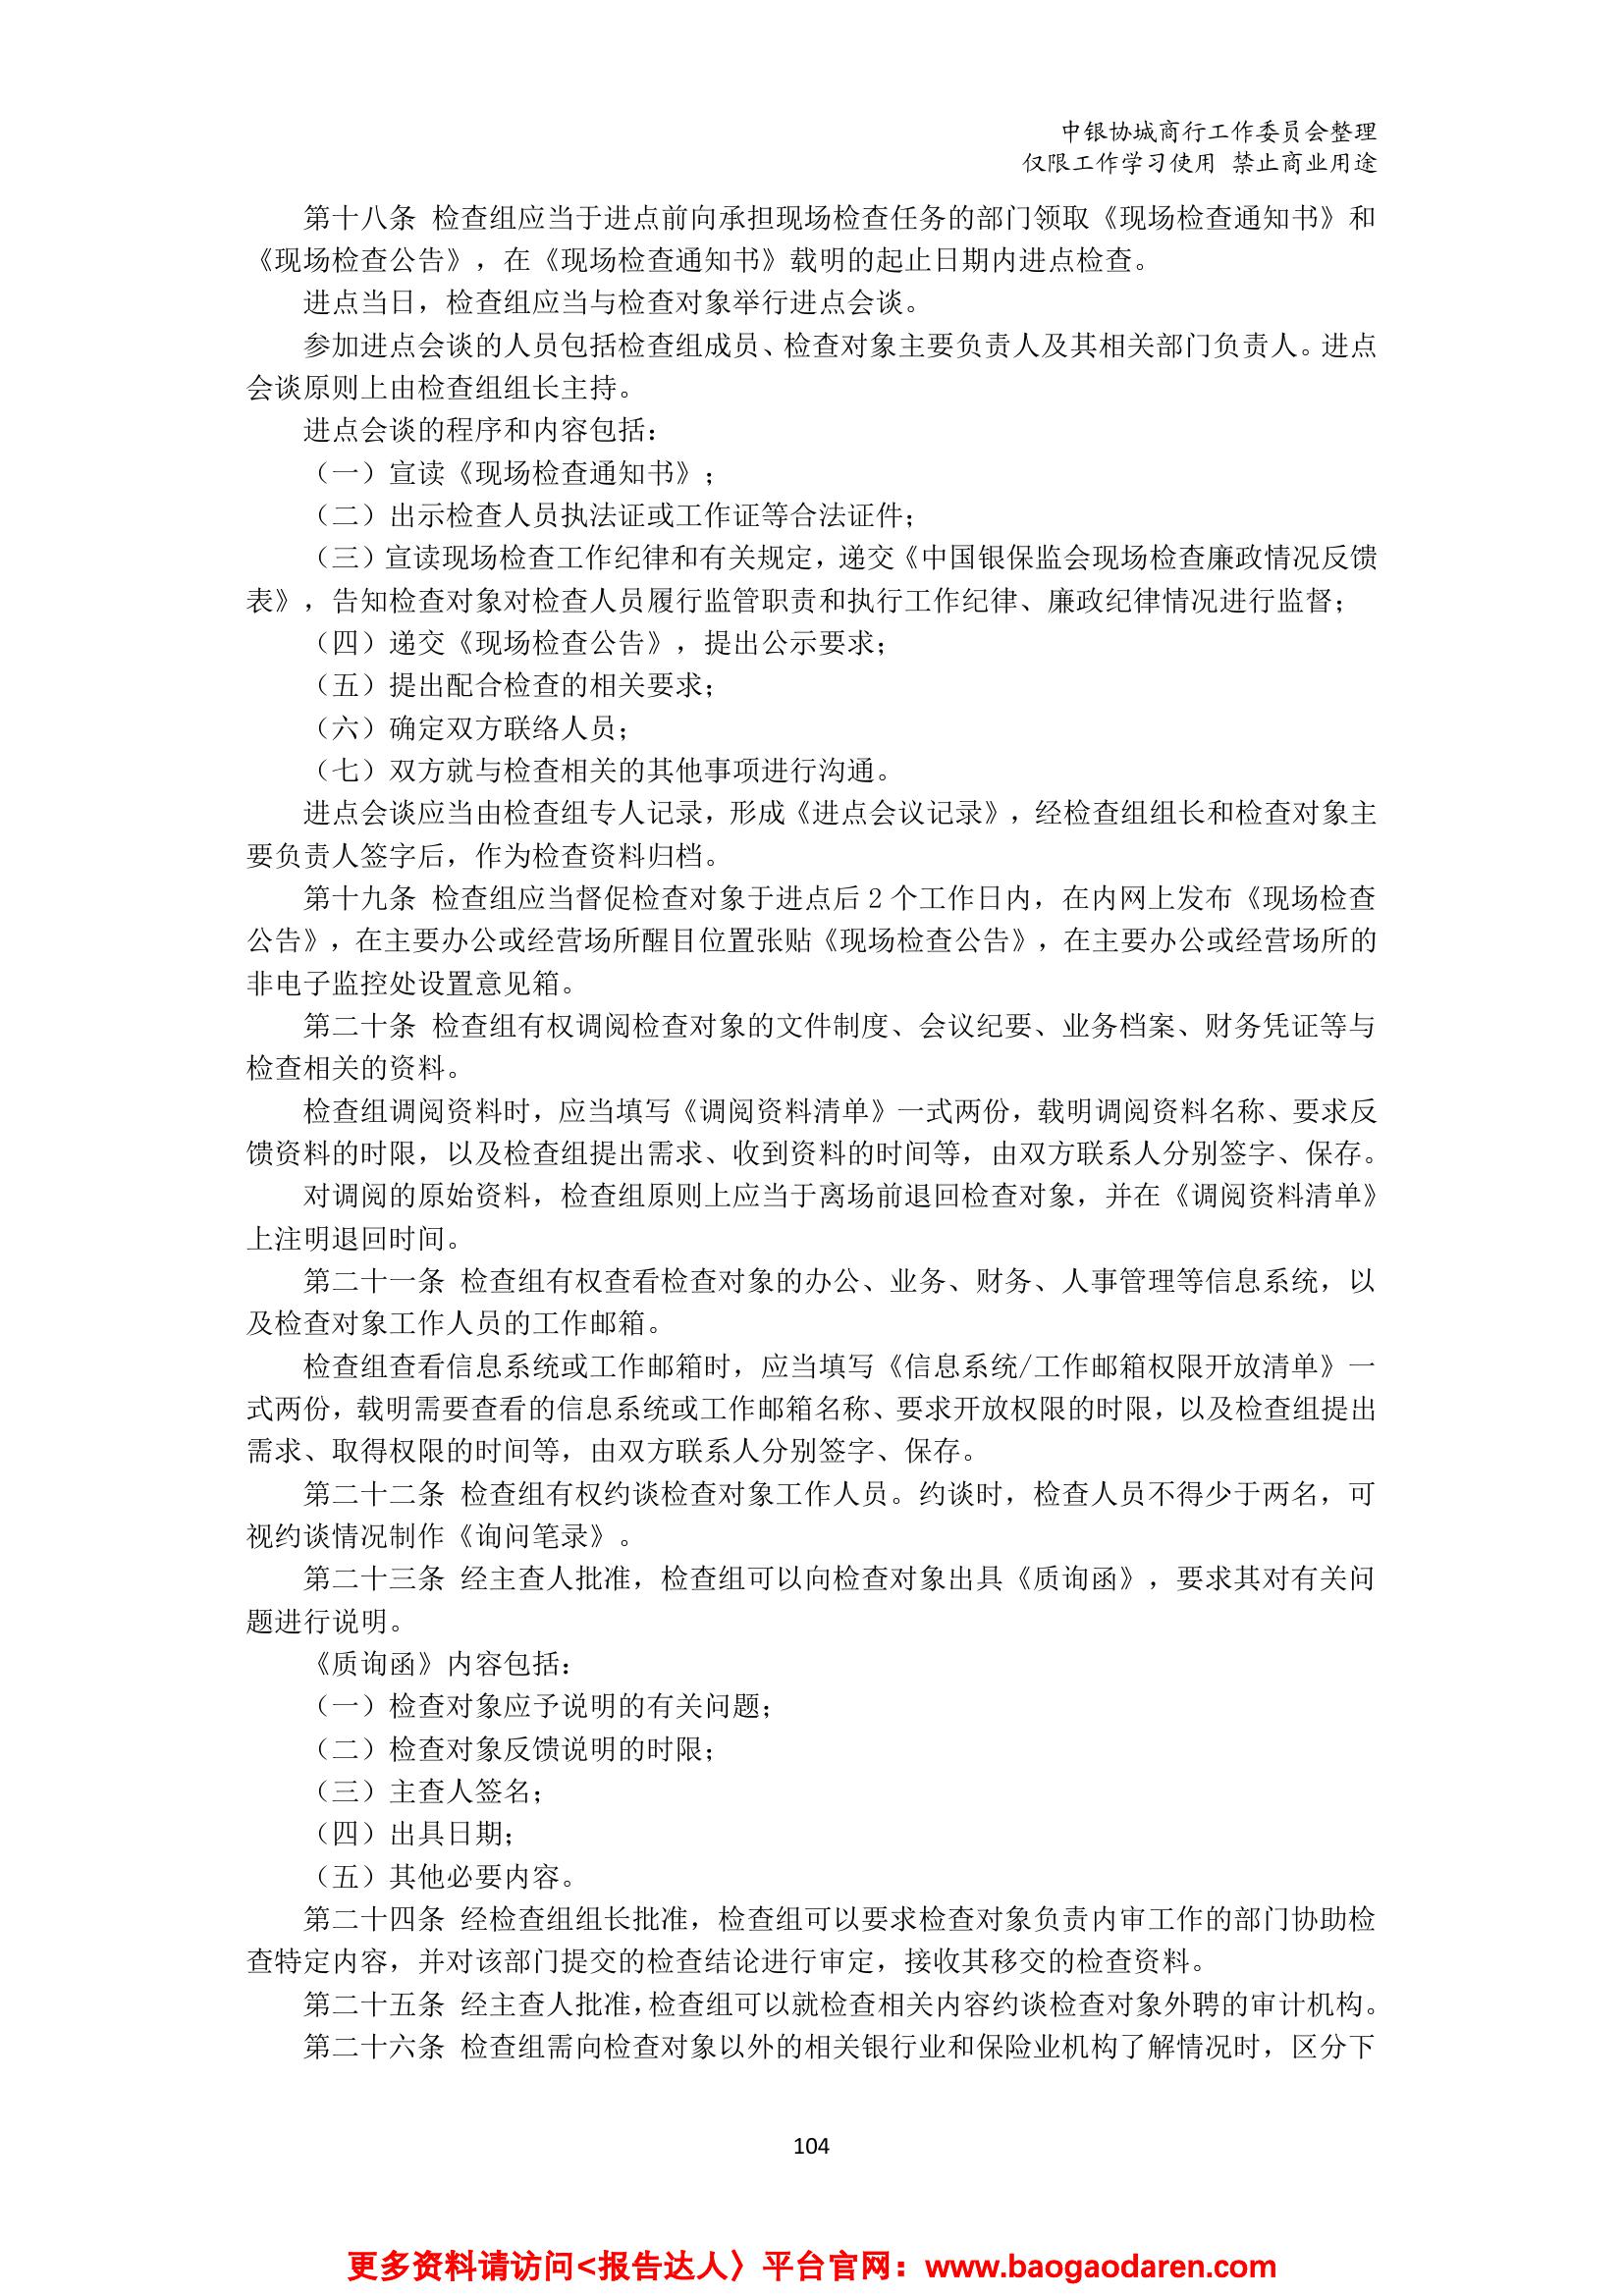 中银协城商行工作委员会整理
仅限工作学习使用 禁止商业用途
第十八条 检查组应当于进点前向承担现场检查任务的部门领取《现场检查通知书》和
《现场检查公告》，在《现场检查通知书》载明的起止日期内进点检查。
进点当日，检查组应当与检查对象举行进点会谈。
参加进点会谈的人员包括检查组成员、检查对象主要负责人及其相关部门负责人。进点
会谈原则上由检查组组长主持。
进点会谈的程序和内容包括：
（一）宣读《现场检查通知书》；
（二）出示检查人员执法证或工作证等合法证件；
（三）宣读现场检查工作纪律和有关规定，递交《中国银保监会现场检查廉政情况反馈
表》，告知检查对象对检查人员履行监管职责和执行工作纪律、廉政纪律情况进行监督；
（四）递交《现场检查公告》，提出公示要求；
（五）提出配合检查的相关要求；
（六）确定双方联络人员；
（七）双方就与检查相关的其他事项进行沟通。
进点会谈应当由检查组专人记录，形成《进点会议记录》，经检查组组长和检查对象主
要负责人签字后，作为检查资料归档。
第十九条 检查组应当督促检查对象于进点后 2 个工作日内，在内网上发布《现场检查
公告》，在主要办公或经营场所醒目位置张贴《现场检查公告》，在主要办公或经营场所的
非电子监控处设置意见箱。
第二十条 检查组有权调阅检查对象的文件制度、会议纪要、业务档案、财务凭证等与
检查相关的资料。
检查组调阅资料时，应当填写《调阅资料清单》一式两份，载明调阅资料名称、要求反
馈资料的时限，以及检查组提出需求、收到资料的时间等，由双方联系人分别签字、保存。
对调阅的原始资料，检查组原则上应当于离场前退回检查对象，并在《调阅资料清单》
上注明退回时间。
第二十一条 检查组有权查看检查对象的办公、业务、财务、人事管理等信息系统，以
及检查对象工作人员的工作邮箱。
检查组查看信息系统或工作邮箱时，应当填写《信息系统/工作邮箱权限开放清单》一
式两份，载明需要查看的信息系统或工作邮箱名称、要求开放权限的时限，以及检查组提出
需求、取得权限的时间等，由双方联系人分别签字、保存。
第二十二条 检查组有权约谈检查对象工作人员。约谈时，检查人员不得少于两名，可
视约谈情况制作《询问笔录》。
第二十三条 经主查人批准，检查组可以向检查对象出具《质询函》，要求其对有关问
题进行说明。
《质询函》内容包括：
（一）检查对象应予说明的有关问题；
（二）检查对象反馈说明的时限；
（三）主查人签名；
（四）出具日期；
（五）其他必要内容。
第二十四条 经检查组组长批准，检查组可以要求检查对象负责内审工作的部门协助检
查特定内容，并对该部门提交的检查结论进行审定，接收其移交的检查资料。
第二十五条 经主查人批准，检查组可以就检查相关内容约谈检查对象外聘的审计机构。
第二十六条 检查组需向检查对象以外的相关银行业和保险业机构了解情况时，区分下
104
更多资料请访问<报告达人〉平台官网：www.baogaodaren.com